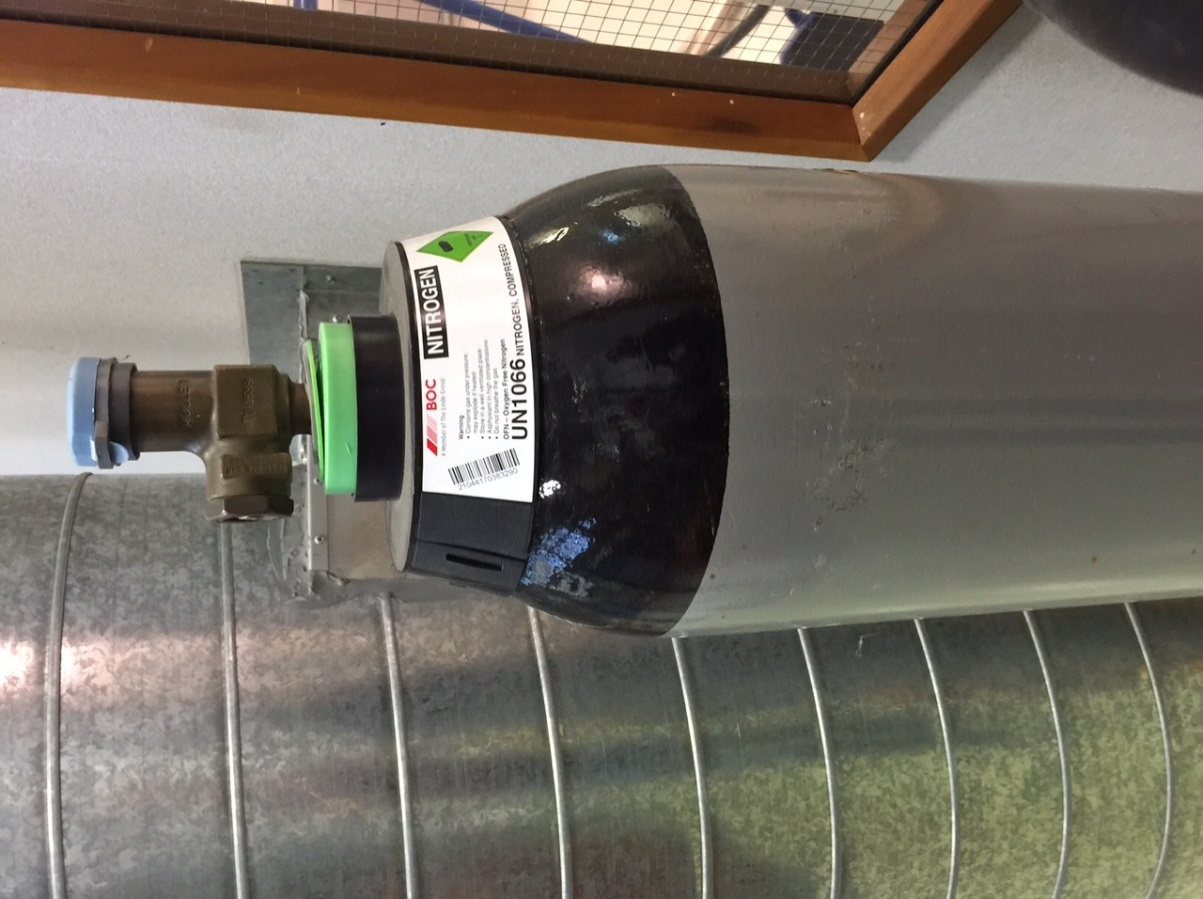 NITROGEN
BOC
A Member of The Linde Group
Warning
• Contains gas under pressure;
may explode if heated
• Store in a well ventilated place
• Asphyxiant in high concentrations
• Do not breathe the gas
OFN - Oxygen Free Nitrogen
UN1066 NITROGEN, COMPRESSED